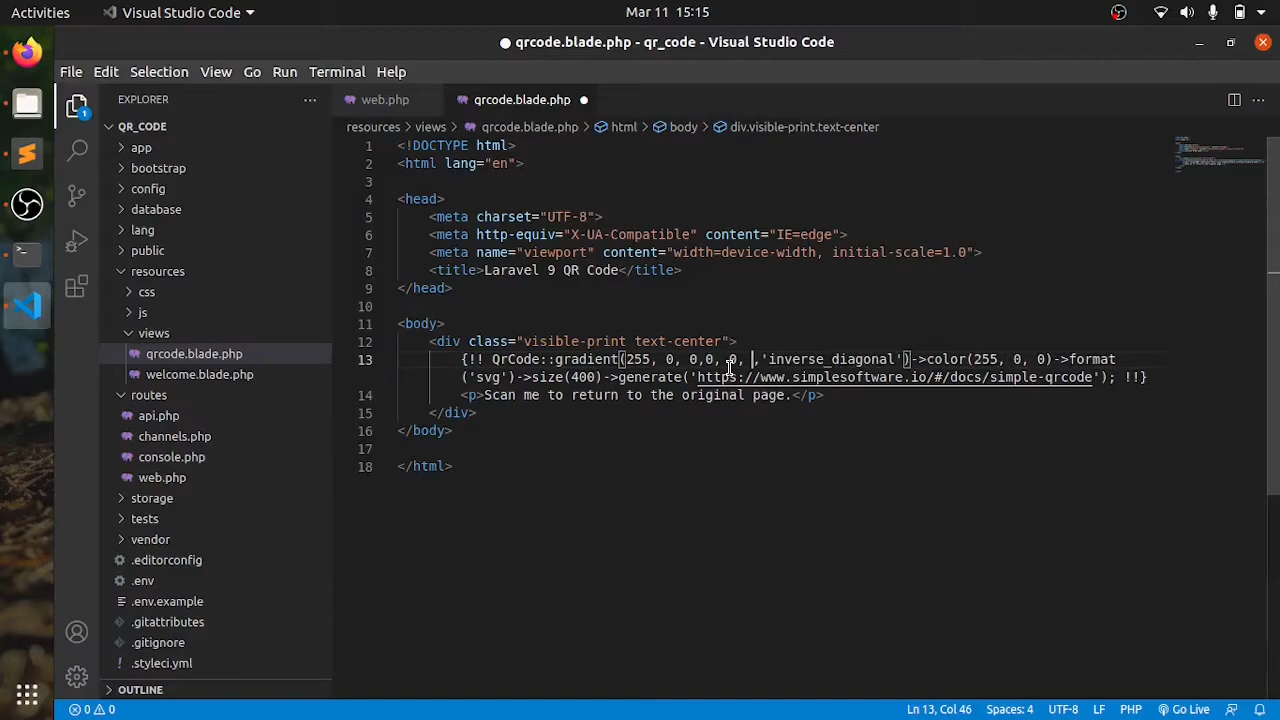 Activities
Visual Studio Code
Mar 11 15:15
qrcode.blade.php - qr_code - Visual Studio Code
File Edit Selection View Go Run Terminal Help
EXPLORER
web.php
qrcode.blade.php
1
QR_CODE
resources > views > qrcode.blade.php > html > body > div.visible-print.text-center
app
bootstrap
config
database
lang
public
resources
css
js
views
qrcode.blade.php
welcome.blade.php
routes
api.php
channels.php
console.php
web.php
storage
tests
vendor
.editorconfig
.env
.env.example
.gitattributes
.gitignore
.styleci.yml
OUTLINE
1 <!DOCTYPE html>
2 <html lang="en">
3
4 <head>
5 <meta charset="UTF-8">
6 <meta http-equiv="X-UA-Compatible" content="IE=edge">
7 <meta name="viewport" content="width=device-width, initial-scale=1.0">
8 <title>Laravel 9 QR Code</title>
9 </head>
10
11 <body>
12 <div class="visible-print text-center">
13 {!! QrCode::gradient(255, 0, 0,0, 0, ,'inverse_diagonal')->color(255, 0, 0)->format
('svg')->size(400)->generate('https://www.simplesoftware.io/#/docs/simple-qrcode'); !!}
14 <p>Scan me to return to the original page.</p>
15 </div>
16 </body>
17
18 </html>
0 0
Ln 13, Col 46 Spaces: 4 UTF-8 LF PHP Go Live